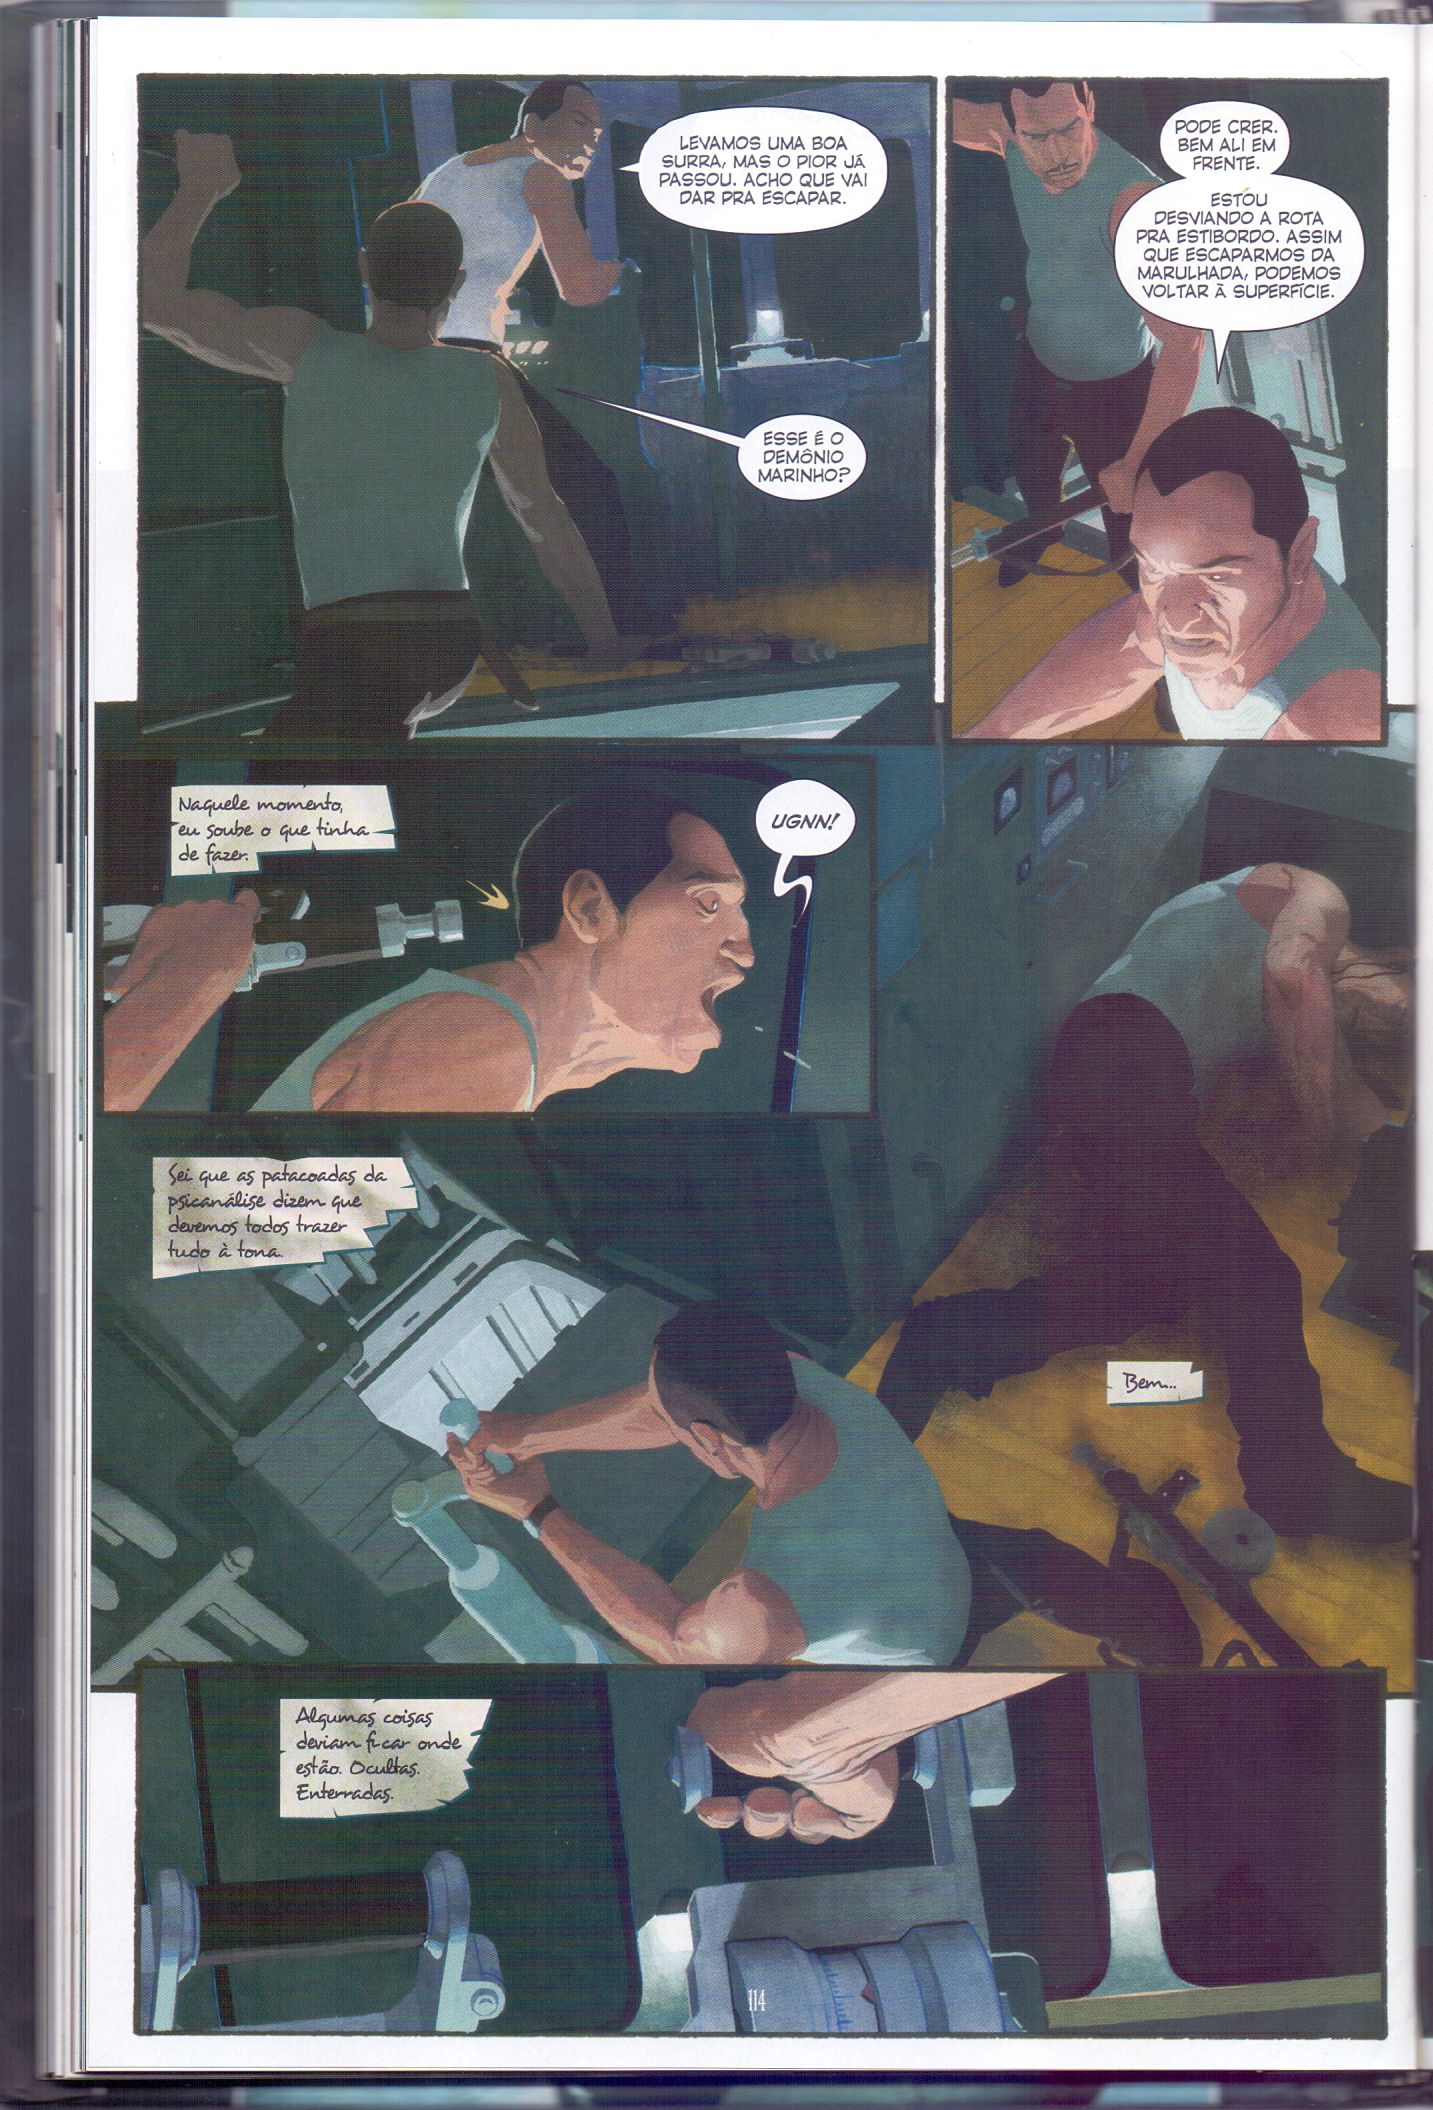 LEVAMOS UMA BOA
SURRA, MAS O PIOR JÁ
PASSOU. ACHO QUE VAI
DAR PRA ESCAPAR.
ESSE É O
DEMÔNIO
MARINHO?
PODE CRER.
BEM ALI EM
FRENTE.
ESTOU
DESVIANDO A ROTA
PRA ESTIBORDO. ASSIM
QUE ESCAPARMOS DA
MARULHADA, PODEMOS
VOLTAR À SUPERFÍCIE.
Naquele momento,
eu soube o que tinha
de fazer.
UGNN!
Sei que as patacoadas da
psicanálise dizem que
devemos todos trazer
tudo à tona.
Bem...
Algumas coisas
deviam ficar onde
estão. Ocultas.
Enterradas.
114